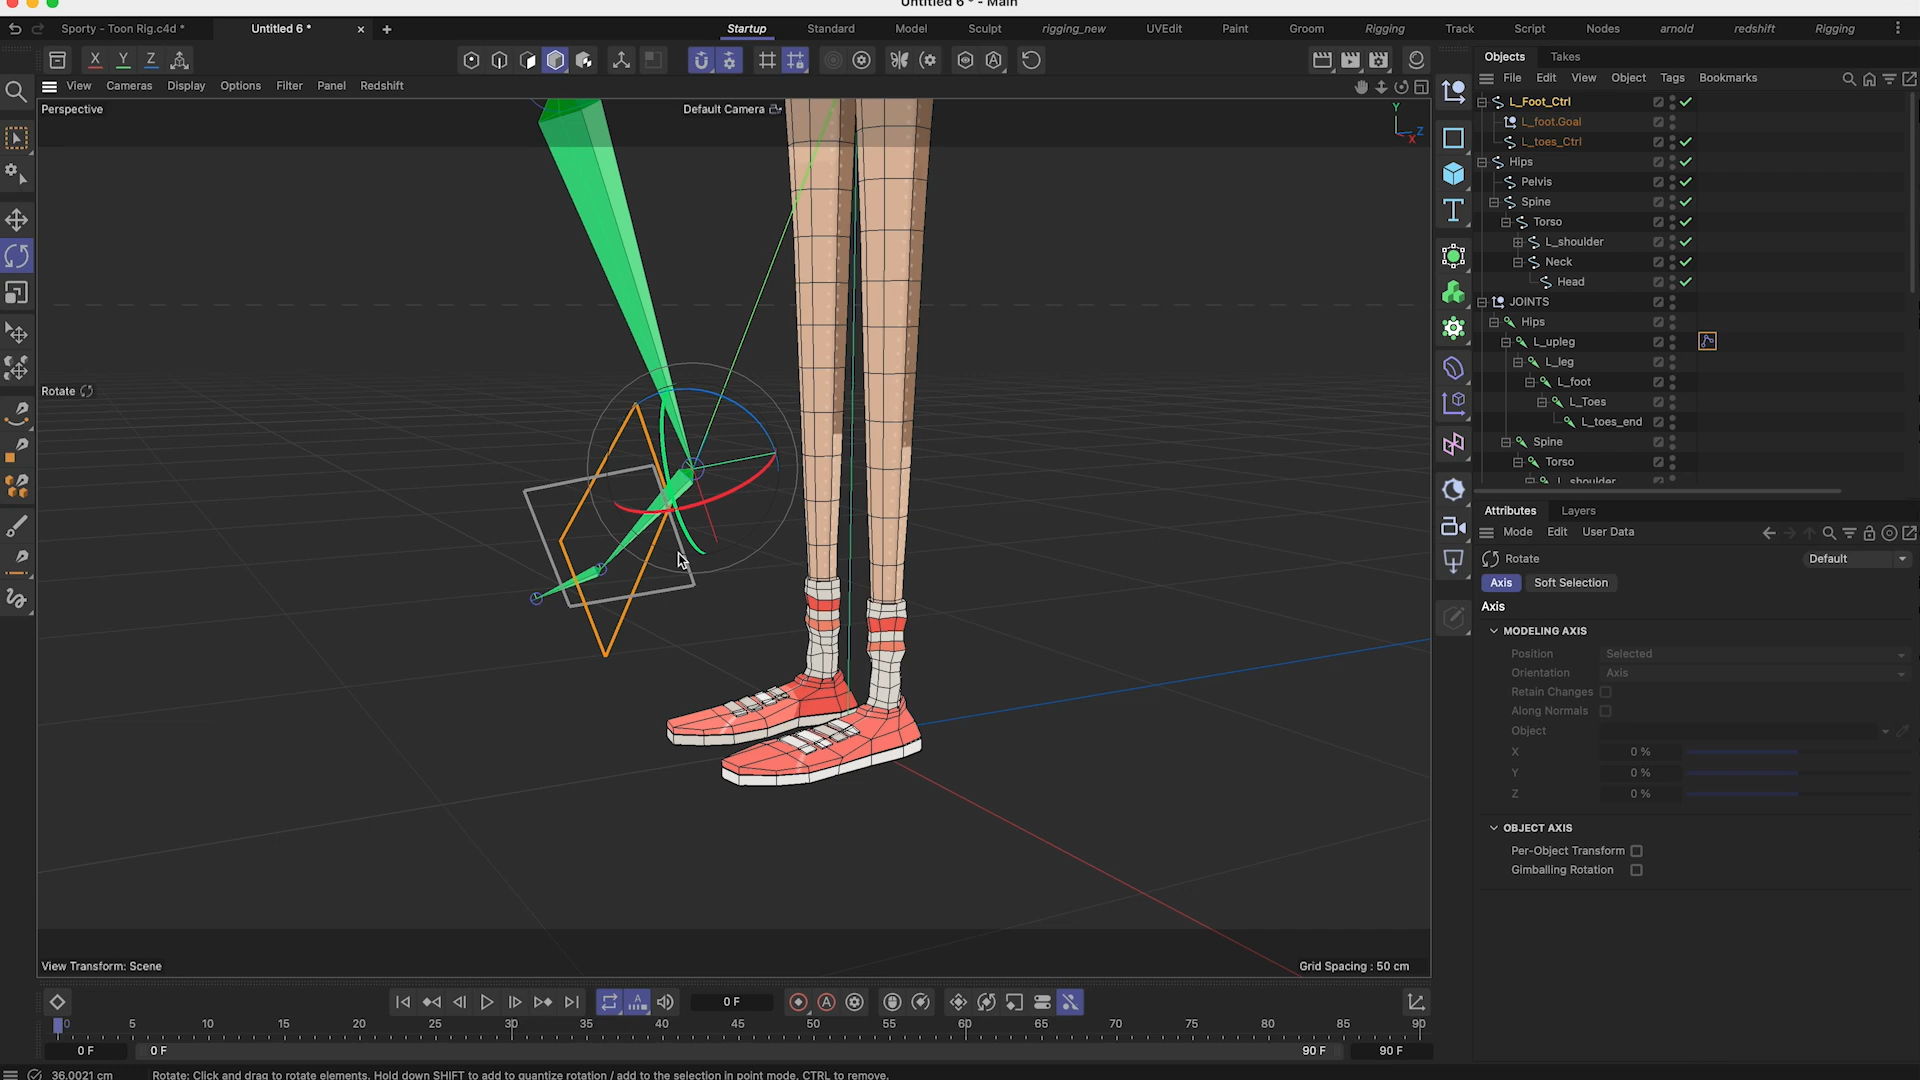 Untitled 6 * - Main
Sporty - Toon Rig.c4d *
Untitled 6 *
Startup
Standard
Model
Sculpt
rigging_new
UVEdit
Paint
Groom
Rigging
Track
Script
Nodes
arnold
redshift
Rigging
X
Y
Z
View
Cameras
Display
Options
Filter
Panel
Redshift
Perspective
Default Camera
Y
Z
X
Rotate
View Transform: Scene
Grid Spacing : 50 cm
Objects
Takes
File
Edit
View
Object
Tags
Bookmarks
L_Foot_Ctrl
L_foot.Goal
L_toes_Ctrl
Hips
Pelvis
Spine
Torso
L_shoulder
Neck
Head
JOINTS
Hips
L_upleg
L_leg
L_foot
L_Toes
L_toes_end
Spine
Torso
L_shoulder
Attributes
Layers
Mode
Edit
User Data
Rotate
Default
Axis
Soft Selection
Axis
MODELING AXIS
Position
Selected
Orientation
Axis
Retain Changes
Along Normals
Object
X
0 %
Y
0 %
Z
0 %
OBJECT AXIS
Per-Object Transform
Gimballing Rotation
0 F
0
5
10
15
20
25
30
35
40
45
50
55
60
65
70
75
80
85
90
0 F
0 F
90 F
90 F
36.0021 cm
Rotate: Click and drag to rotate elements. Hold down SHIFT to add to quantize rotation / add to the selection in point mode, CTRL to remove.